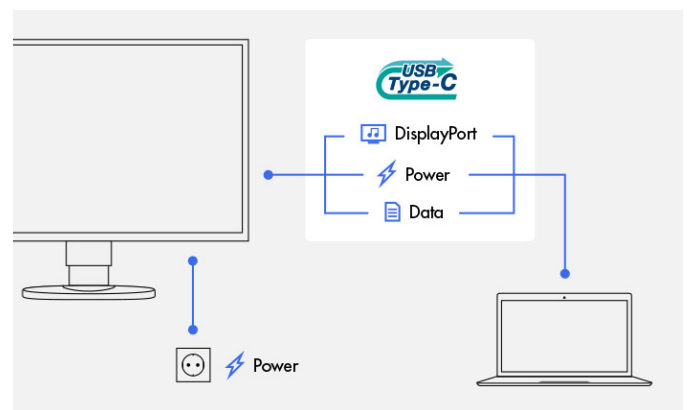 USB
Type-C
DisplayPort
Power
Data
Power